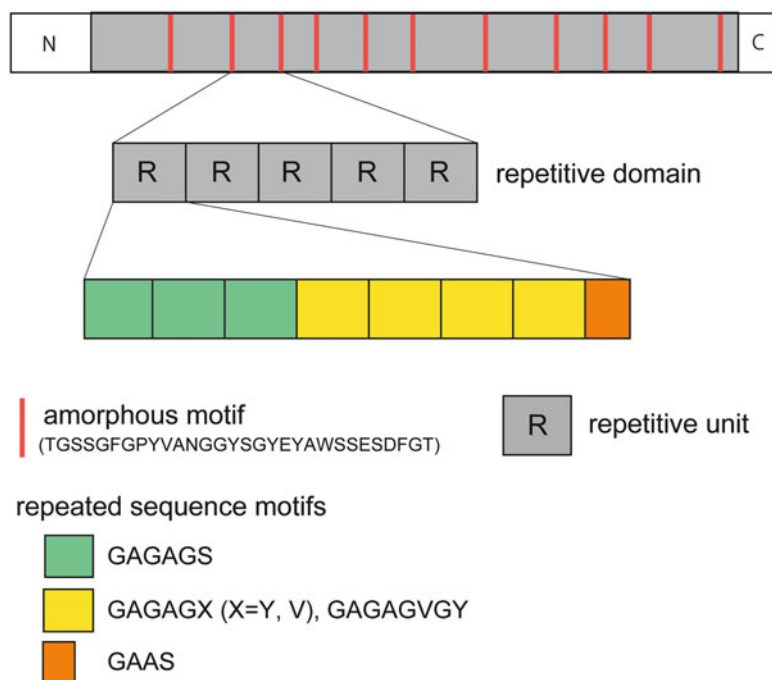 N C
R R R R R repetitive domain
amorphous motif
(TGSSGFGPYVANGGYSGYEYAWSSESDFGT)
R repetitive unit
repeated sequence motifs
GAGAGS
GAGAGX (X=Y, V), GAGAGVGY
GAAS